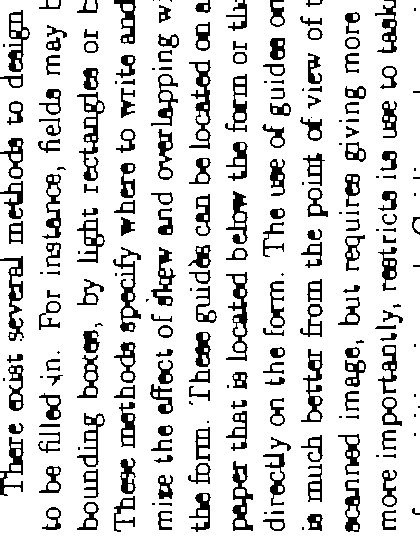 There exist several methods to design
to be filled in. For instance, fields may
bounding boxes, by light rectangles or
These methods specify where to write and
mize the effect of skew and overlapping
the form. These guides can be located on
paper that is located below the form or
directly on the form. The use of guides on
is much better from the point of view of
scanned image, but requires giving more
more importantly, restricts its use to